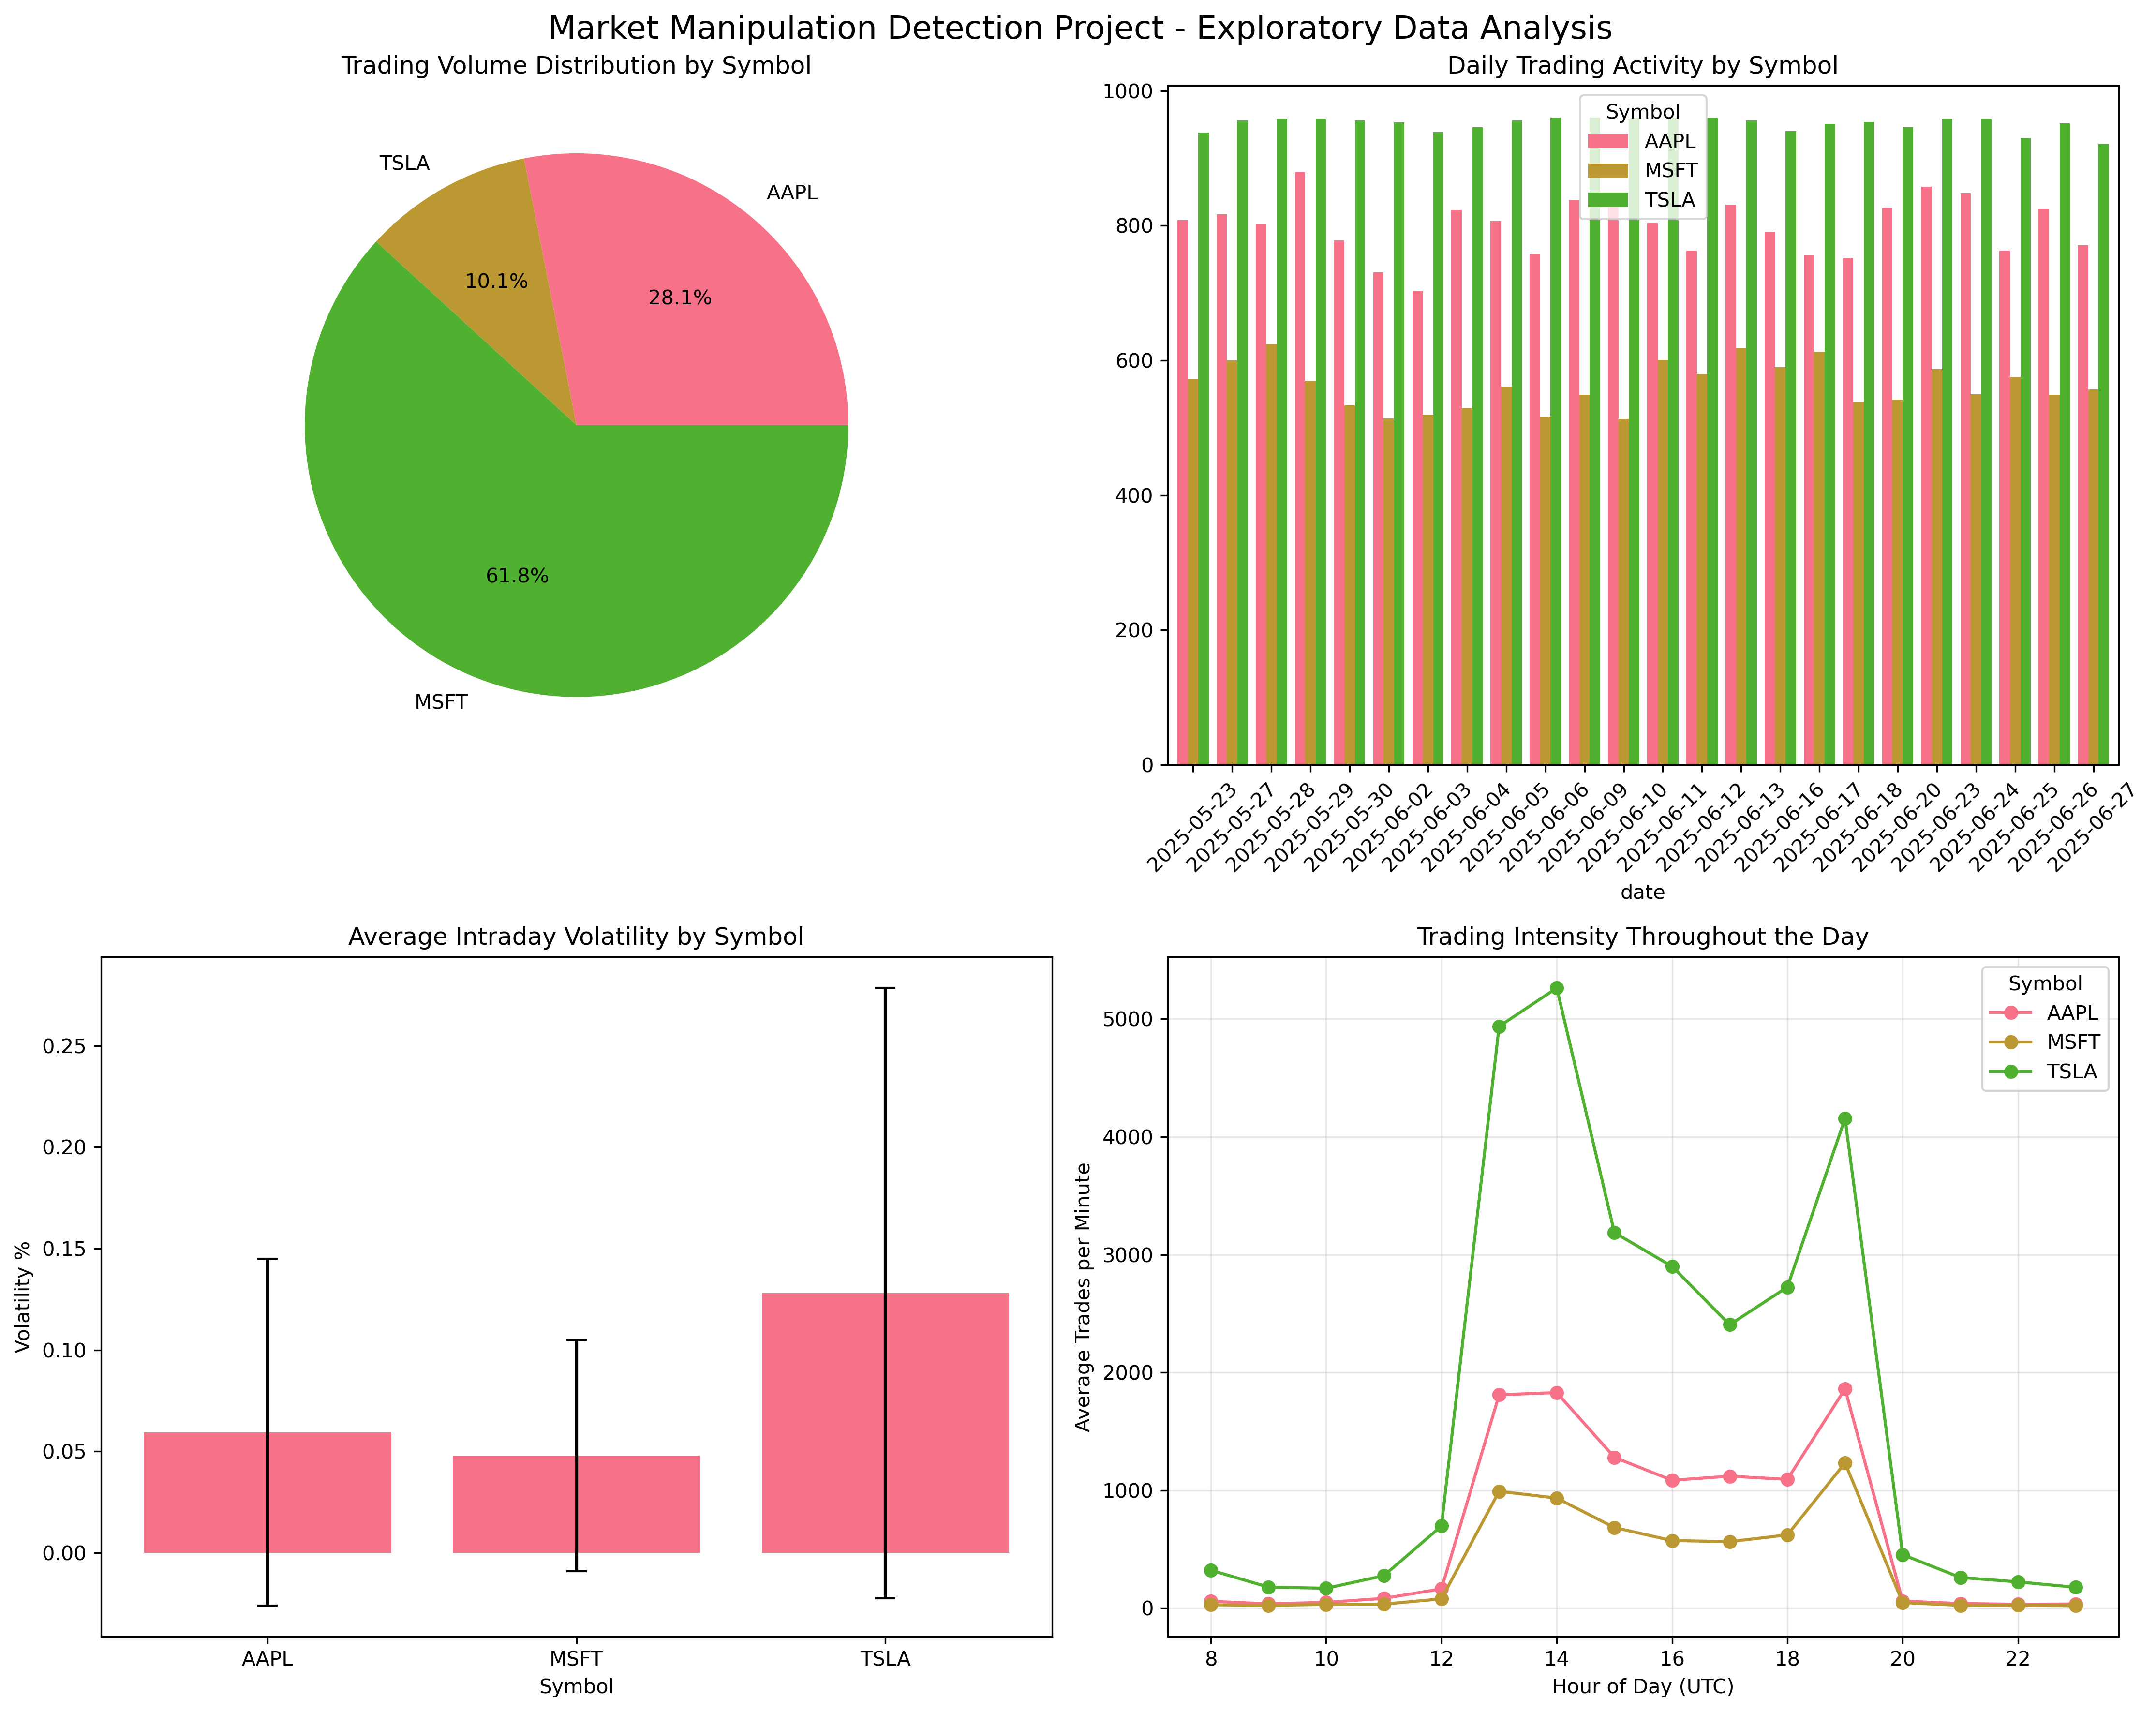 Market Manipulation Detection Project - Exploratory Data Analysis
Trading Volume Distribution by Symbol
TSLA
AAPL
10.1%
28.1%
61.8%
MSFT
Daily Trading Activity by Symbol
1000
800
600
400
200
0
Symbol
AAPL
MSFT
TSLA
2025-05-23
2025-05-27
2025-05-28
2025-05-29
2025-05-30
2025-06-02
2025-06-03
2025-06-04
2025-06-05
2025-06-06
2025-06-09
2025-06-10
2025-06-11
2025-06-12
2025-06-13
2025-06-16
2025-06-17
2025-06-18
2025-06-20
2025-06-23
2025-06-24
2025-06-25
2025-06-26
2025-06-27
date
Average Intraday Volatility by Symbol
Volatility %
0.25
0.20
0.15
0.10
0.05
0.00
AAPL
MSFT
TSLA
Symbol
Trading Intensity Throughout the Day
Average Trades per Minute
5000
4000
3000
2000
1000
0
Symbol
AAPL
MSFT
TSLA
8
10
12
14
16
18
20
22
Hour of Day (UTC)